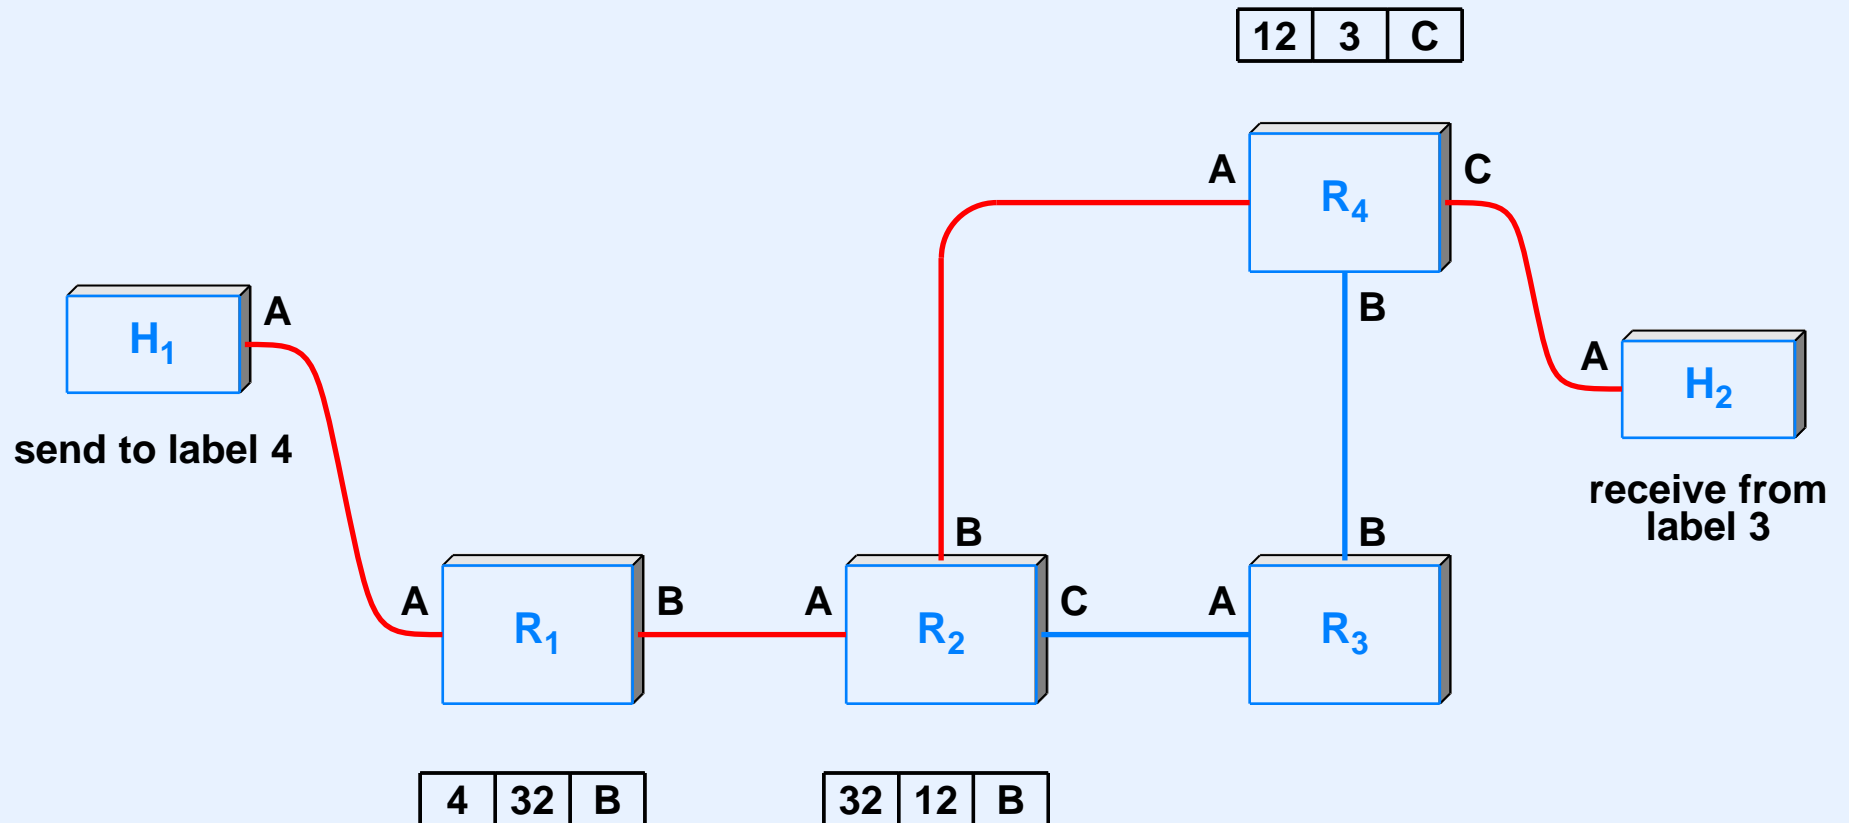 12 3 C
A R4 C
A
H1
B
A
H2
send to label 4
receive from
label 3
B B
A R1 B A R2 C A R3
4 32 B 32 12 B